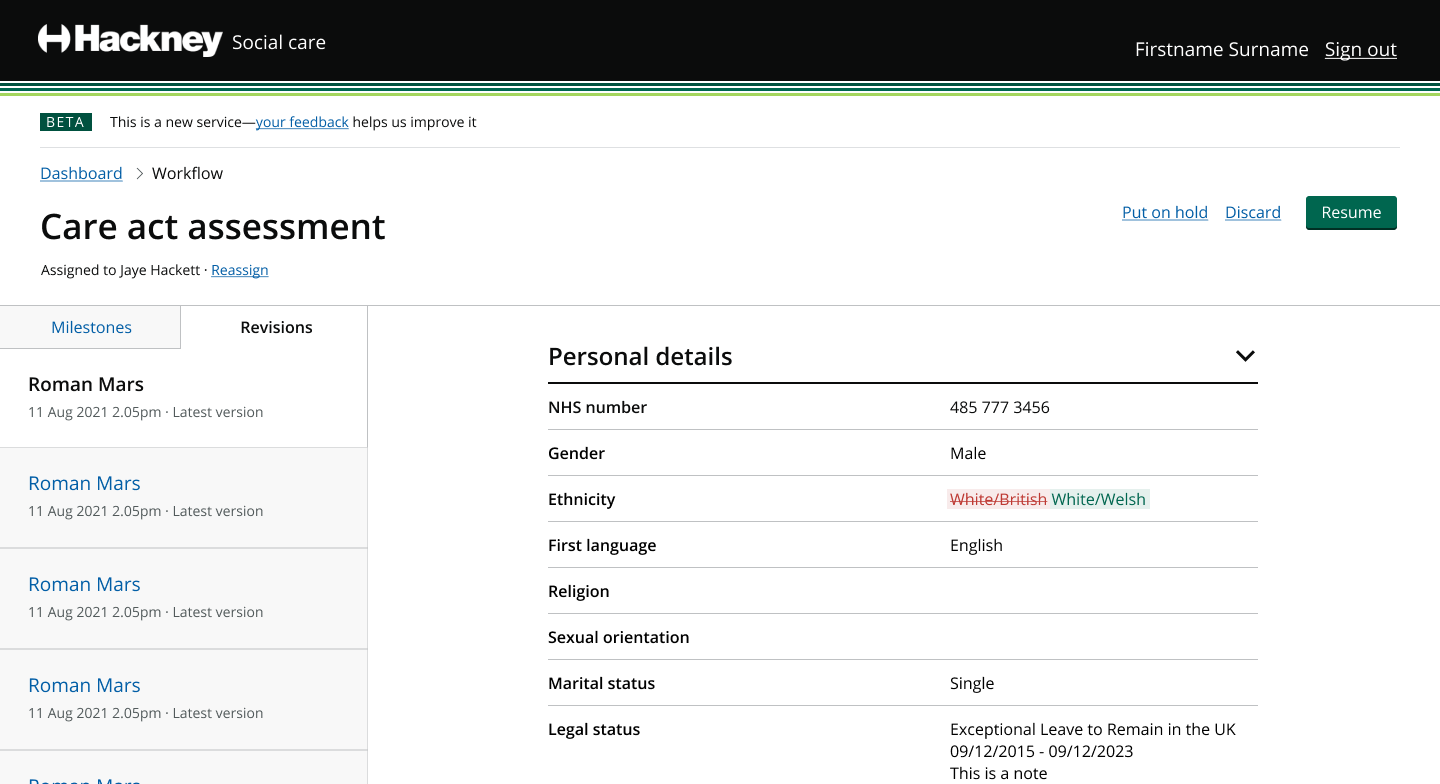 Hackney Social care
Firstname Surname Sign out
BETA This is a new service—your feedback helps us improve it
Dashboard > Workflow
Care act assessment
Put on hold Discard Resume
Assigned to Jaye Hackett · Reassign
Milestones Revisions
Roman Mars
11 Aug 2021 2.05pm · Latest version
Roman Mars
11 Aug 2021 2.05pm · Latest version
Roman Mars
11 Aug 2021 2.05pm · Latest version
Roman Mars
11 Aug 2021 2.05pm · Latest version
Roman Mars
Personal details
NHS number 485 777 3456
Gender Male
Ethnicity White/British White/Welsh
First language English
Religion
Sexual orientation
Marital status Single
Legal status Exceptional Leave to Remain in the UK
09/12/2015 - 09/12/2023
This is a note